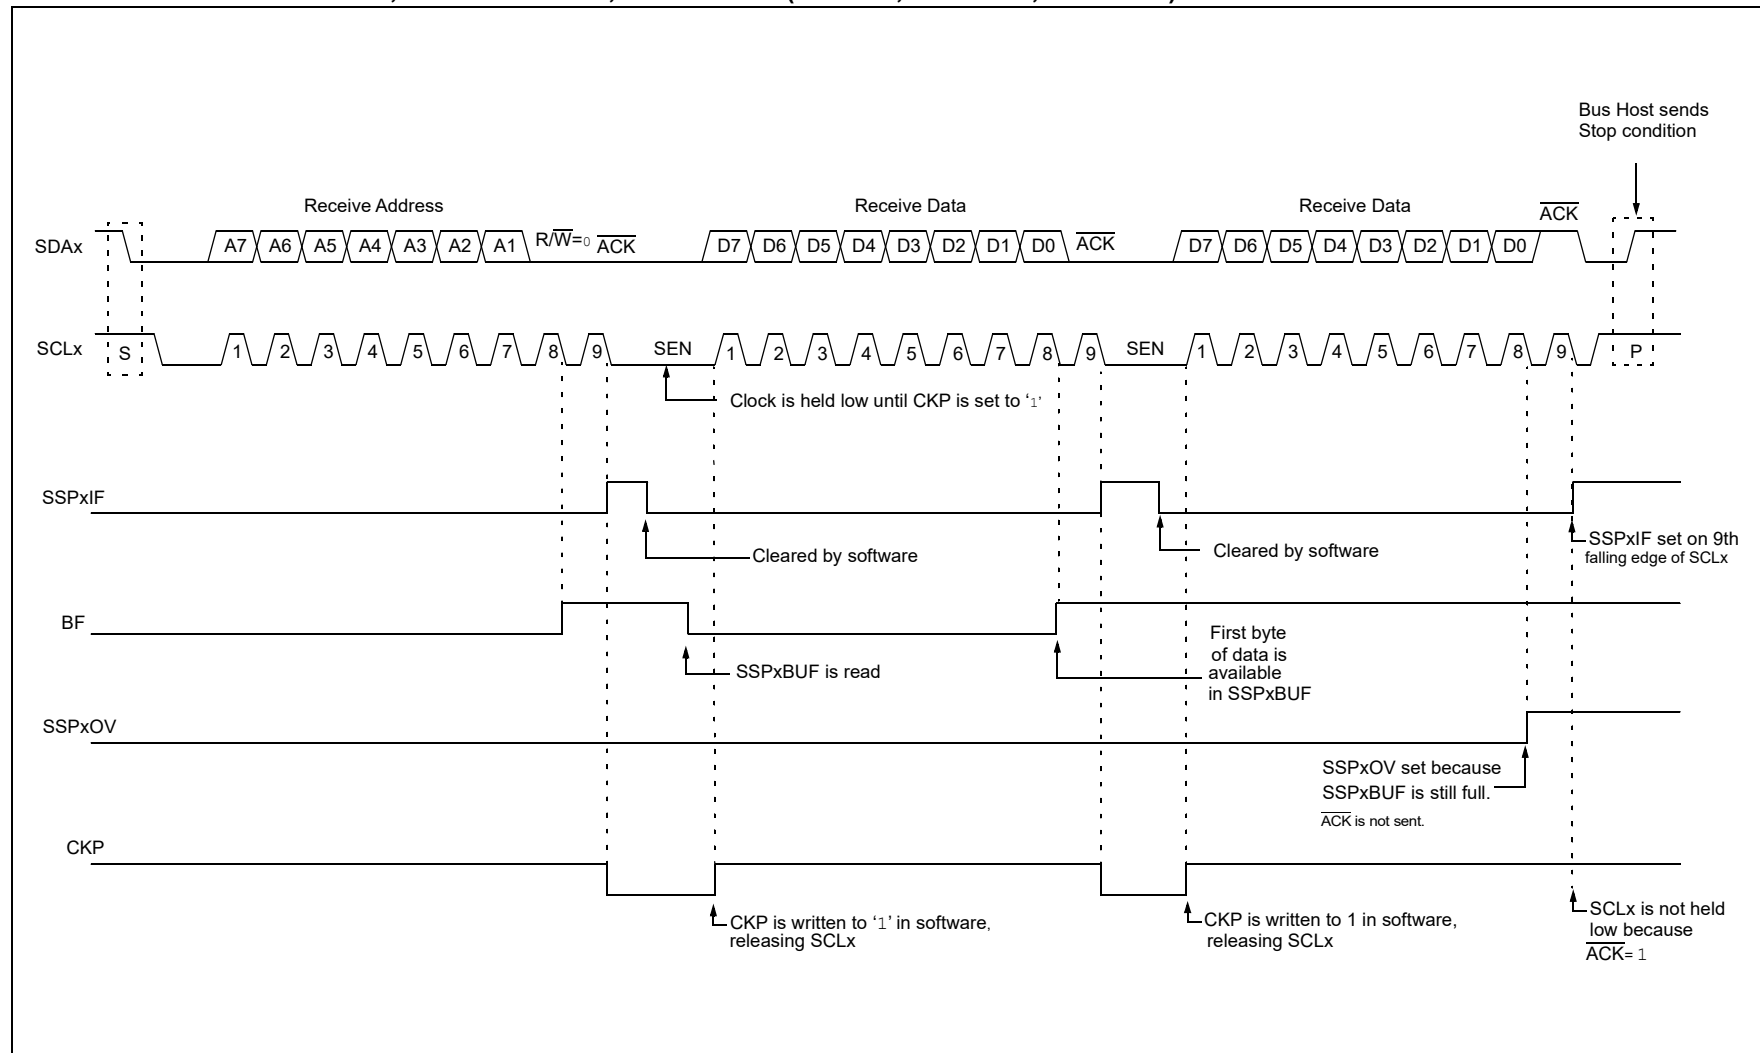 Bus Host sends
Stop condition
Receive Address
Receive Data
Receive Data
ACK
SDAx
A7 A6 A5 A4 A3 A2 A1 R/W=0 ACK
D7 D6 D5 D4 D3 D2 D1 D0 ACK
D7 D6 D5 D4 D3 D2 D1 D0
SCLx
S
1 2 3 4 5 6 7 8 9 SEN
1 2 3 4 5 6 7 8 9 SEN
1 2 3 4 5 6 7 8 9
P
Clock is held low until CKP is set to ‘1’
SSPxIF
Cleared by software
Cleared by software
SSPxIF set on 9th
falling edge of SCLx
BF
SSPxBUF is read
First byte
of data is
available
in SSPxBUF
SSPxOV
SSPxOV set because
SSPxBUF is still full.
ACK is not sent.
CKP
CKP is written to ‘1’ in software,
releasing SCLx
CKP is written to 1 in software,
releasing SCLx
SCLx is not held
low because
ACK= 1